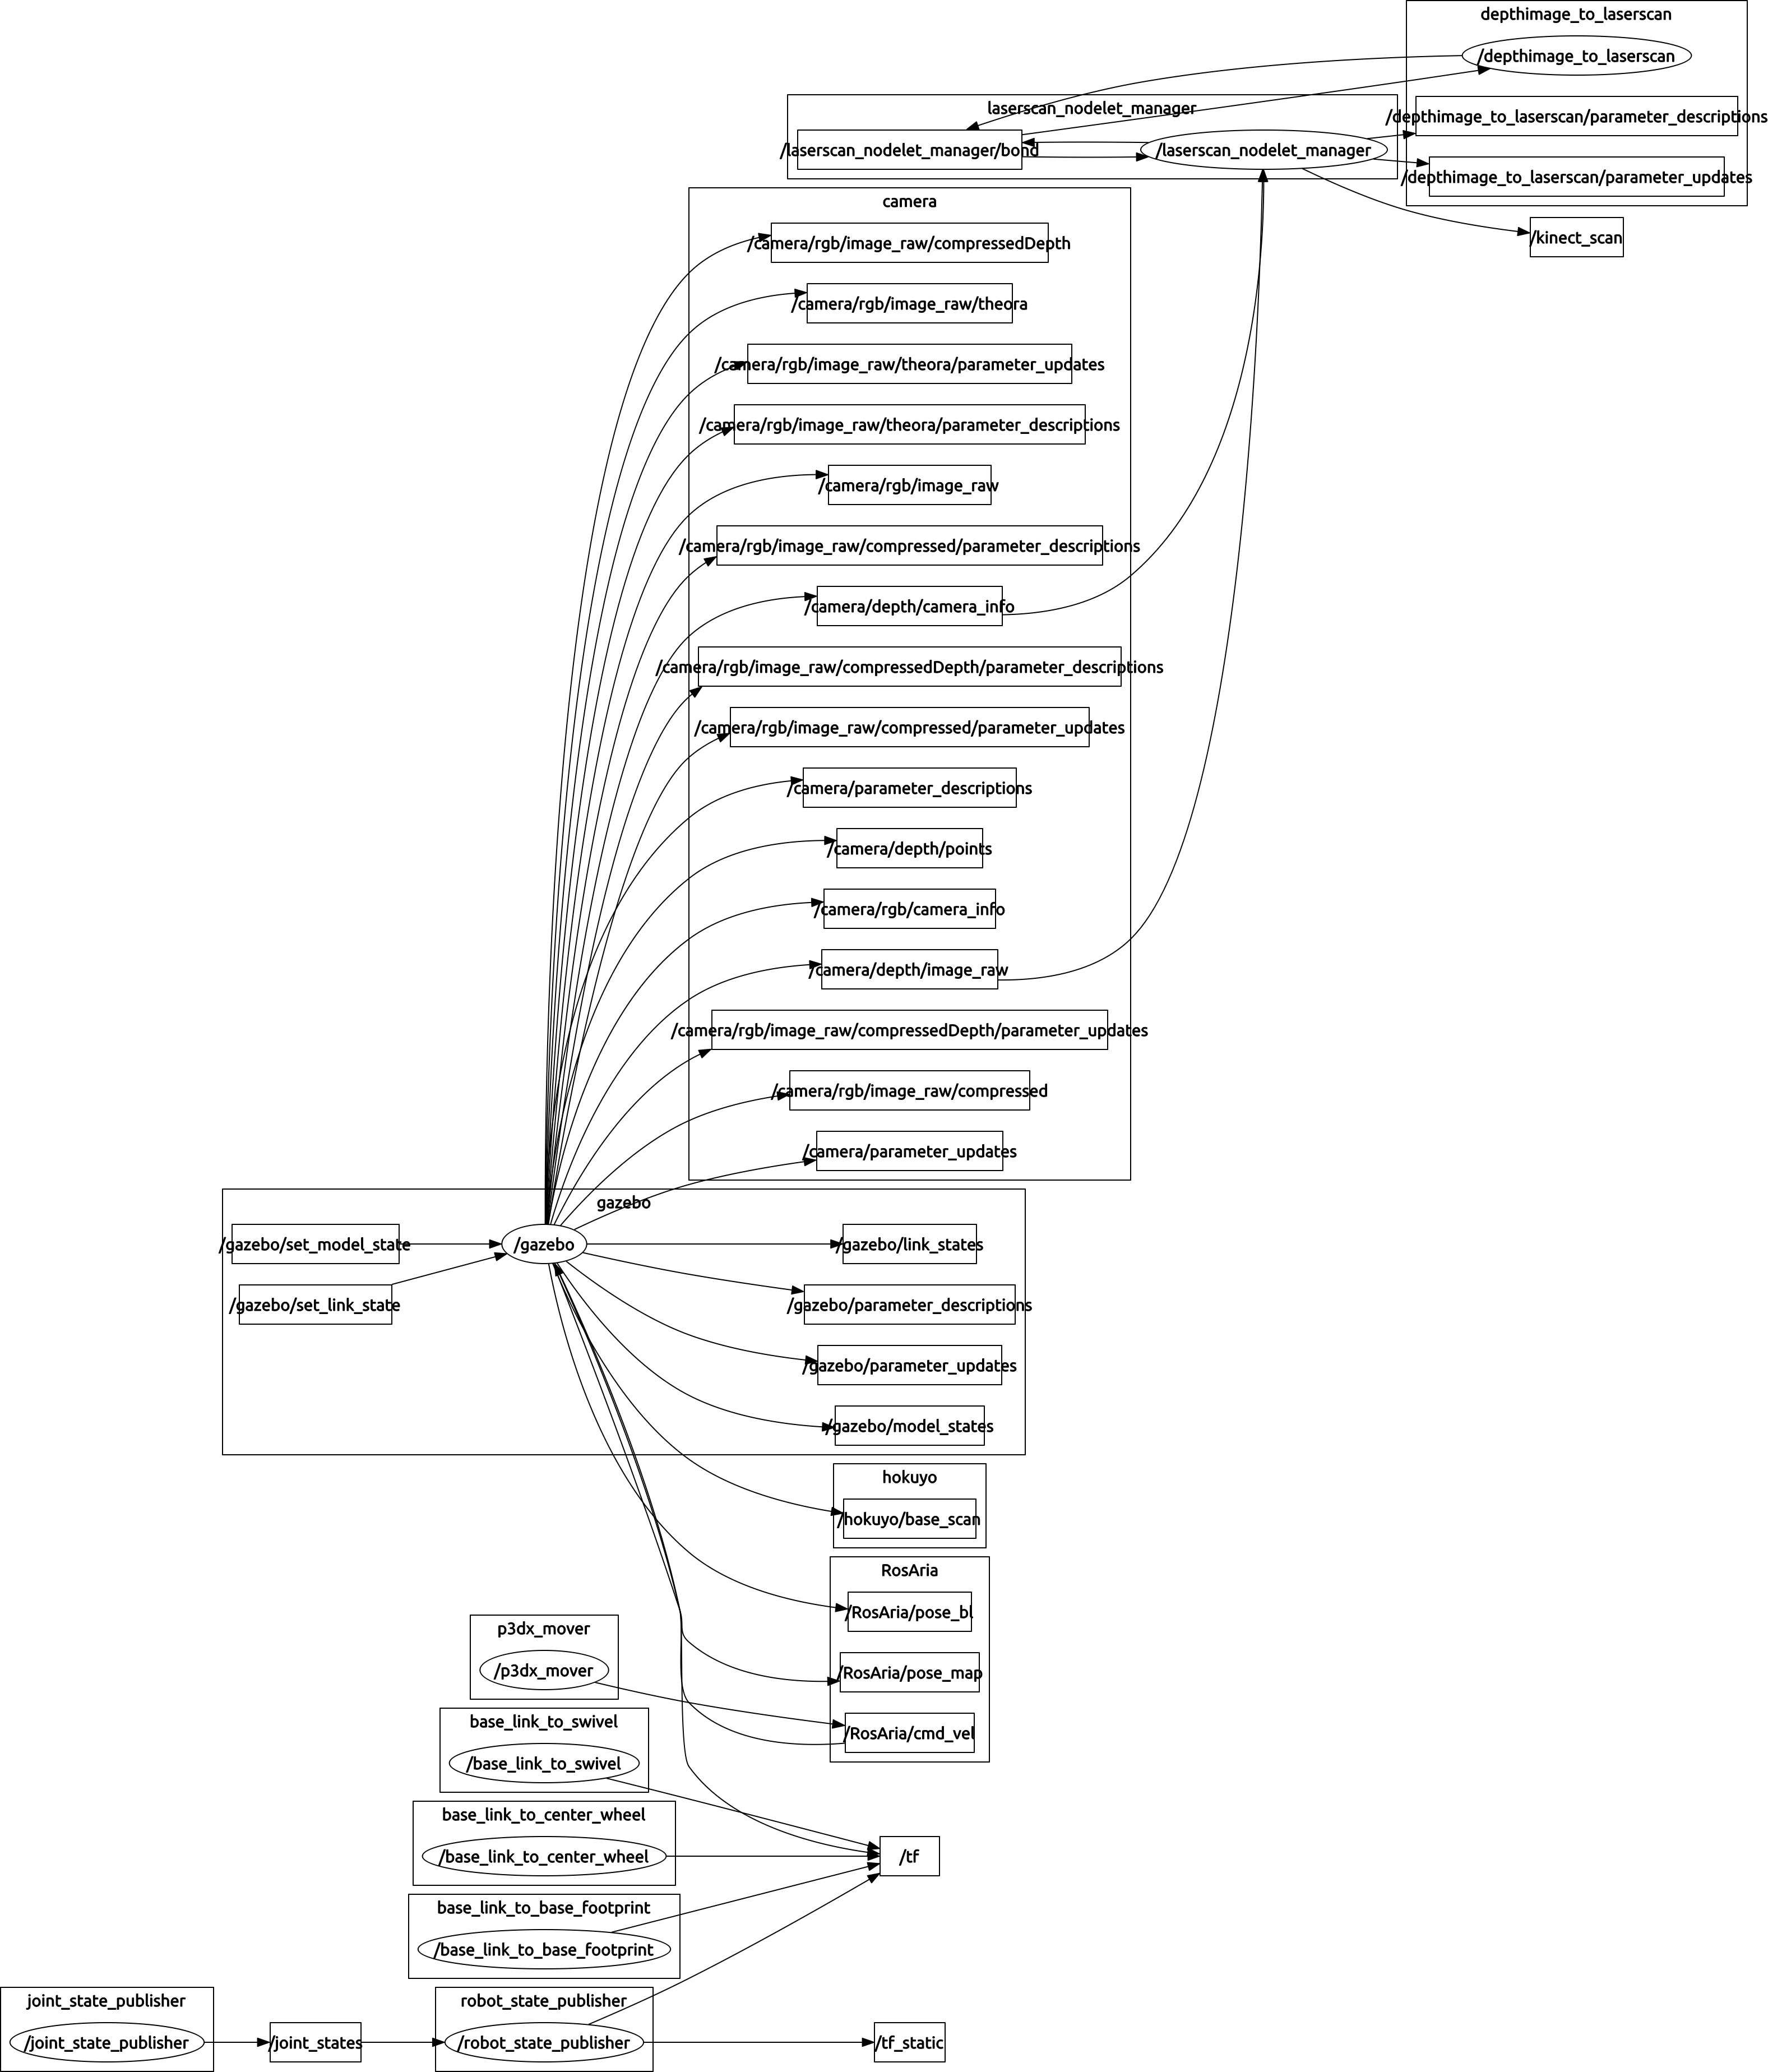 depthimage_to_laserscan
/depthimage_to_laserscan
laserscan_nodelet_manager
/depthimage_to_laserscan/parameter_descriptions
/laserscan_nodelet_manager/bond
/laserscan_nodelet_manager
/depthimage_to_laserscan/parameter_updates
camera
/kinect_scan
/camera/rgb/image_raw/compressedDepth
/camera/rgb/image_raw/theora
/camera/rgb/image_raw/theora/parameter_updates
/camera/rgb/image_raw/theora/parameter_descriptions
/camera/rgb/image_raw
/camera/rgb/image_raw/compressed/parameter_descriptions
/camera/depth/camera_info
/camera/rgb/image_raw/compressedDepth/parameter_descriptions
/camera/rgb/image_raw/compressed/parameter_updates
/camera/parameter_descriptions
/camera/depth/points
/camera/rgb/camera_info
/camera/depth/image_raw
/camera/rgb/image_raw/compressedDepth/parameter_updates
/camera/rgb/image_raw/compressed
/camera/parameter_updates
gazebo
/gazebo/set_model_state
/gazebo
/gazebo/link_states
/gazebo/set_link_state
/gazebo/parameter_descriptions
/gazebo/parameter_updates
/gazebo/model_states
hokuyo
/hokuyo/base_scan
RosAria
/RosAria/pose_bl
p3dx_mover
/p3dx_mover
/RosAria/pose_map
base_link_to_swivel
/RosAria/cmd_vel
/base_link_to_swivel
base_link_to_center_wheel
/base_link_to_center_wheel
/tf
base_link_to_base_footprint
/base_link_to_base_footprint
joint_state_publisher
robot_state_publisher
/joint_state_publisher
/joint_states
/robot_state_publisher
/tf_static